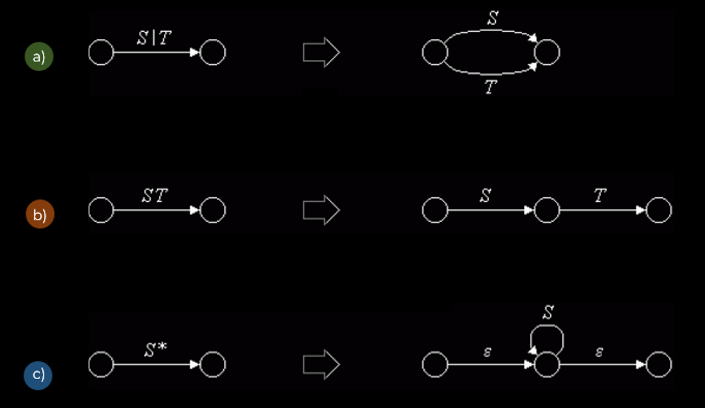 a) S|T S
T
b) ST S T
c) S* ε S ε